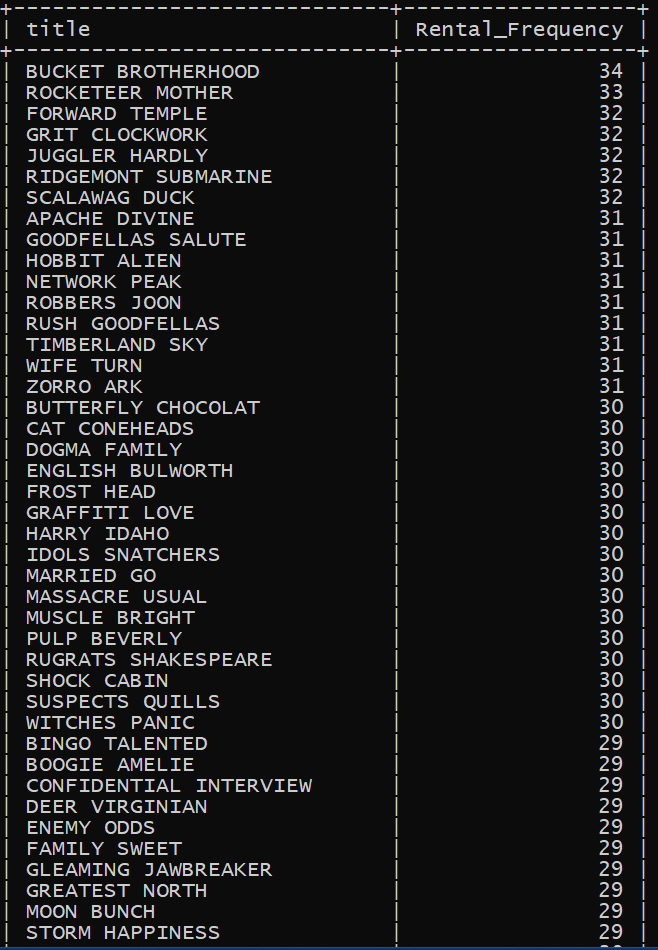 +-----------------------------+------------------+
| title                       | Rental_Frequency |
+-----------------------------+------------------+
| BUCKET BROTHERHOOD          |               34 |
| ROCKETEER MOTHER            |               33 |
| FORWARD TEMPLE              |               32 |
| GRIT CLOCKWORK              |               32 |
| JUGGLER HARDLY              |               32 |
| RIDGEMONT SUBMARINE         |               32 |
| SCALAWAG DUCK               |               32 |
| APACHE DIVINE               |               31 |
| GOODFELLAS SALUTE           |               31 |
| HOBBIT ALIEN                |               31 |
| NETWORK PEAK                |               31 |
| ROBBERS JOON                |               31 |
| RUSH GOODFELLAS             |               31 |
| TIMBERLAND SKY              |               31 |
| WIFE TURN                   |               31 |
| ZORRO ARK                   |               31 |
| BUTTERFLY CHOCOLAT          |               30 |
| CAT CONEHEADS               |               30 |
| DOGMA FAMILY                |               30 |
| ENGLISH BULWORTH            |               30 |
| FROST HEAD                  |               30 |
| GRAFFITI LOVE               |               30 |
| HARRY IDAHO                 |               30 |
| IDOLS SNATCHERS             |               30 |
| MARRIED GO                  |               30 |
| MASSACRE USUAL              |               30 |
| MUSCLE BRIGHT               |               30 |
| PULP BEVERLY                |               30 |
| RUGRATS SHAKESPEARE         |               30 |
| SHOCK CABIN                 |               30 |
| SUSPECTS QUILLS             |               30 |
| WITCHES PANIC               |               30 |
| BINGO TALENTED              |               29 |
| BOOGIE AMELIE               |               29 |
| CONFIDENTIAL INTERVIEW      |               29 |
| DEER VIRGINIAN              |               29 |
| ENEMY ODDS                  |               29 |
| FAMILY SWEET                |               29 |
| GLEAMING JAWBREAKER         |               29 |
| GREATEST NORTH              |               29 |
| MOON BUNCH                  |               29 |
| STORM HAPPINESS             |               29 |